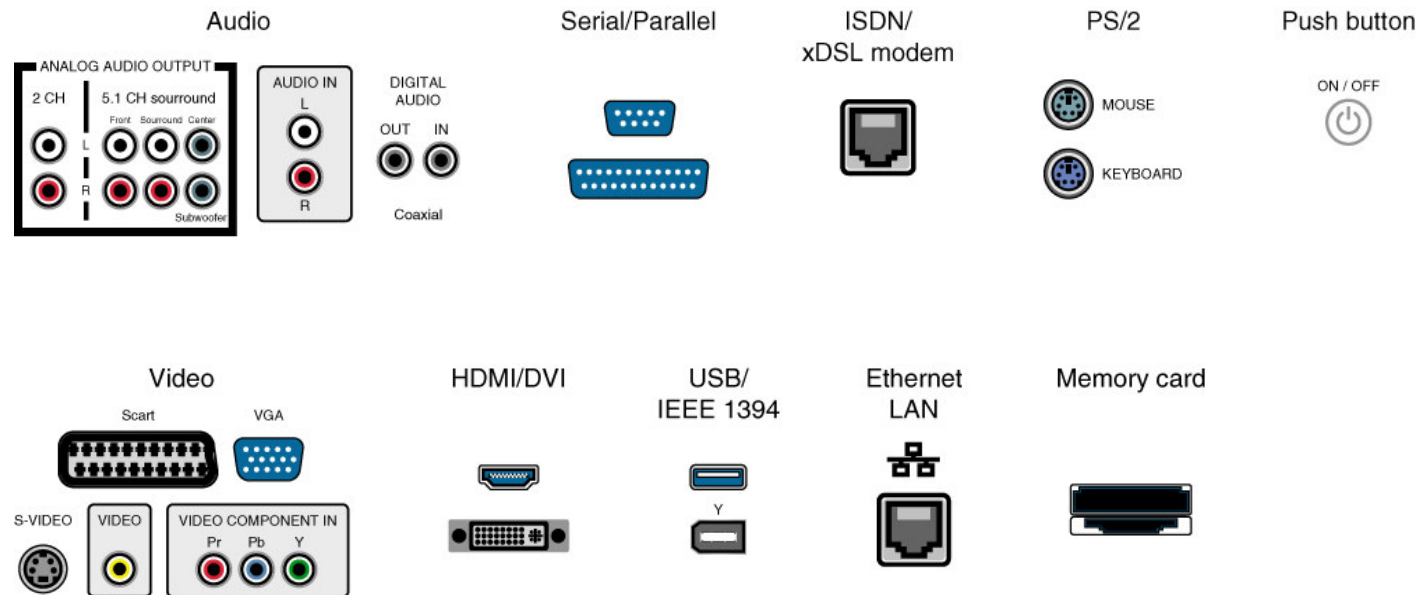 Audio
Serial/Parallel
ISDN/
xDSL modem
PS/2
Push button
ANALOG AUDIO OUTPUT
2 CH
5.1 CH sourround
Front Sourround Center
L
R
Subwoofer
AUDIO IN
L
R
DIGITAL
AUDIO
OUT IN
Coaxial
MOUSE
KEYBOARD
ON / OFF
Video
HDMI/DVI
USB/
IEEE 1394
Ethernet
LAN
Memory card
Scart
VGA
S-VIDEO
VIDEO
VIDEO COMPONENT IN
Pr Pb Y
Y